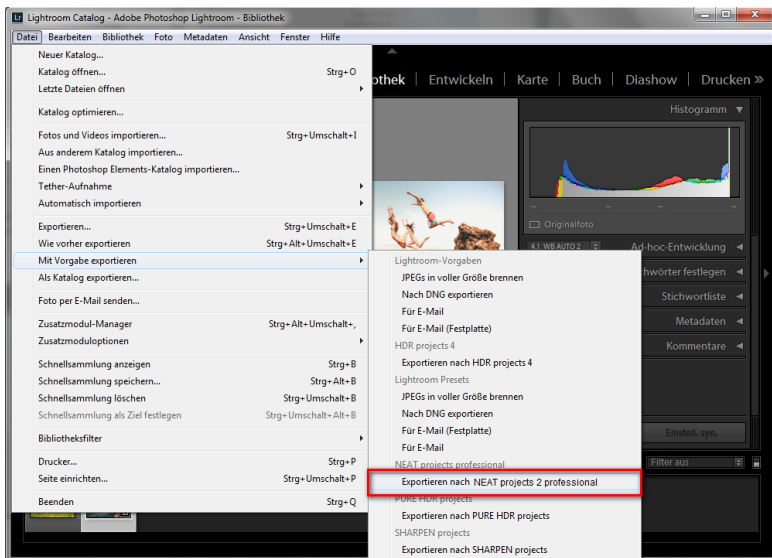 Lightroom Catalog - Adobe Photoshop Lightroom - Bibliothek
Datei Bearbeiten Bibliothek Foto Metadaten Ansicht Fenster Hilfe
Neuer Katalog...
Katalog öffnen... Strg+O
Letzte Dateien öffnen
Katalog optimieren...
Fotos und Videos importieren... Strg+Umschalt+I
Aus anderem Katalog importieren...
Einen Photoshop Elements-Katalog importieren...
Tether-Aufnahme
Automatisch importieren
Exportieren... Strg+Umschalt+E
Wie vorher exportieren Strg+Alt+Umschalt+E
Mit Vorgabe exportieren
Als Katalog exportieren...
Foto per E-Mail senden...
Zusatzmodul-Manager Strg+Alt+Umschalt+,
Zusatzmoduloptionen
Schnellsammlung anzeigen Strg+B
Schnellsammlung speichern... Strg+Alt+B
Schnellsammlung löschen Strg+Umschalt+B
Schnellsammlung als Ziel festlegen Strg+Umschalt+Alt+B
Bibliotheksfilter
Drucker... Strg+P
Seite einrichten... Strg+Umschalt+P
Beenden Strg+Q
othek | Entwickeln | Karte | Buch | Diashow | Drucken »
Histogramm
Originalfoto
4.1 WB AUTO 2 Ad-hoc-Entwicklung
hwörter festlegen
Stichwortliste
Metadaten
Kommentare
Einstell. syn.
Filter aus
Lightroom-Vorgaben
JPEGs in voller Größe brennen
Nach DNG exportieren
Für E-Mail
Für E-Mail (Festplatte)
HDR projects 4
Exportieren nach HDR projects 4
Lightroom Presets
JPEGs in voller Größe brennen
Nach DNG exportieren
Für E-Mail (Festplatte)
Für E-Mail
NEAT projects professional
Exportieren nach NEAT projects 2 professional
PURE HDR projects
Exportieren nach PURE HDR projects
SHARPEN projects
Exportieren nach SHARPEN projects